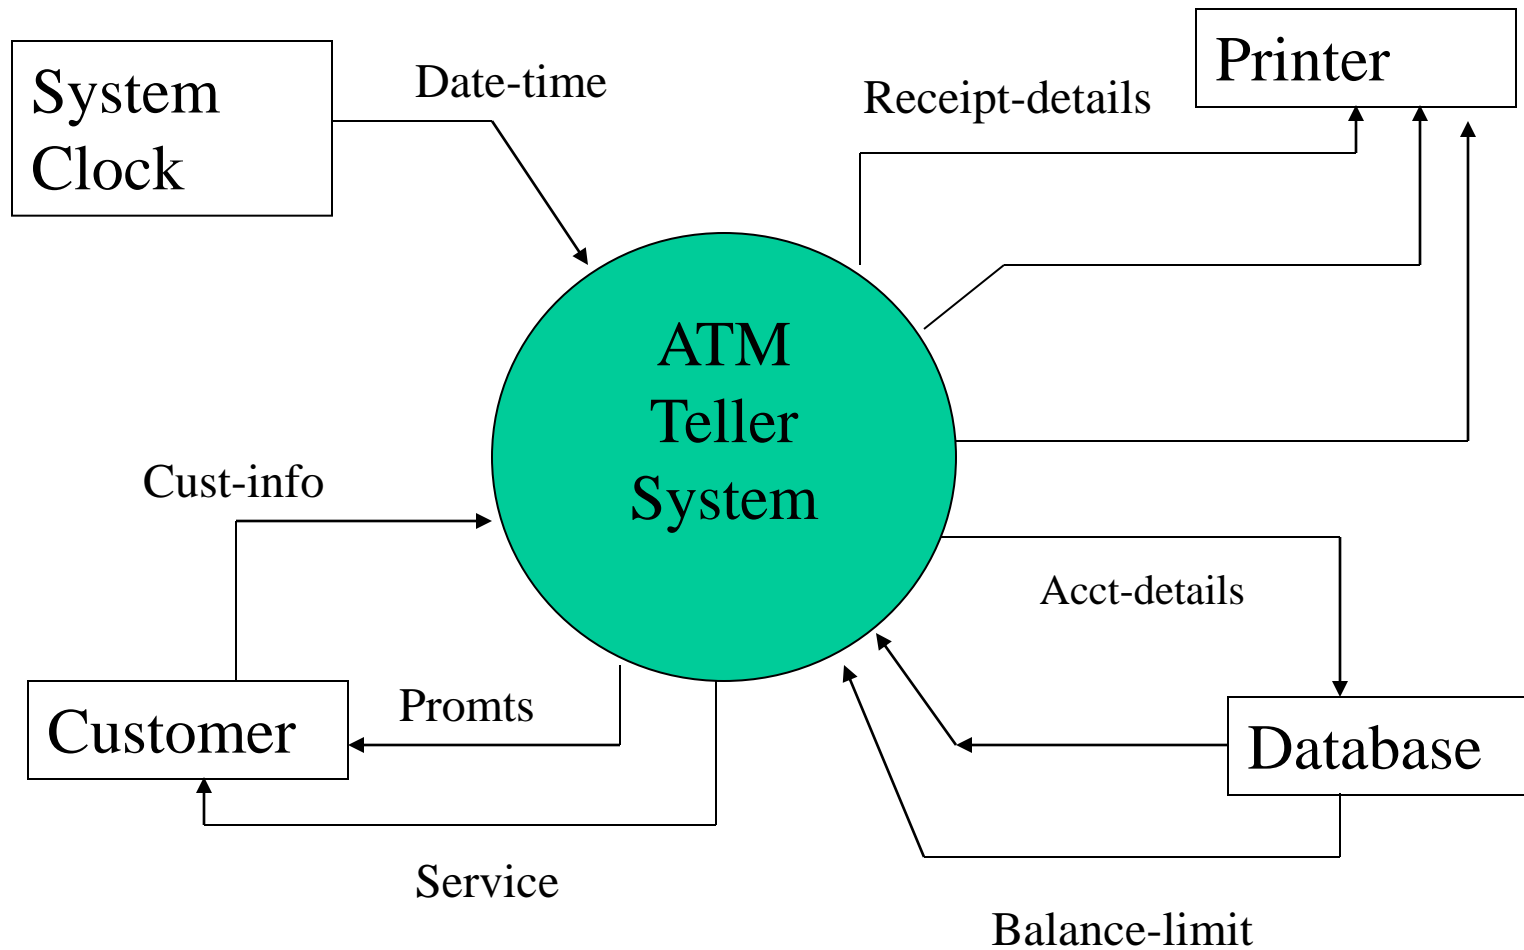 System
Clock
Date-time
Receipt-details
Printer
ATM
Teller
System
Cust-info
Acct-details
Customer
Promts
Database
Service
Balance-limit